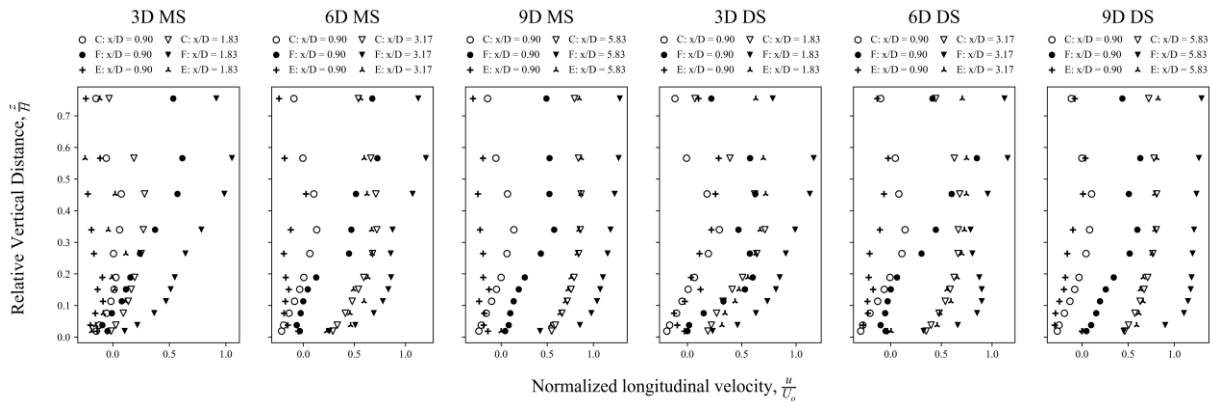 3D MS
6D MS
9D MS
3D DS
6D DS
9D DS
C: x/D = 0.90 C: x/D = 1.83
F: x/D = 0.90 F: x/D = 1.83
E: x/D = 0.90 E: x/D = 1.83
C: x/D = 0.90 C: x/D = 3.17
F: x/D = 0.90 F: x/D = 3.17
E: x/D = 0.90 E: x/D = 3.17
C: x/D = 0.90 C: x/D = 5.83
F: x/D = 0.90 F: x/D = 5.83
E: x/D = 0.90 E: x/D = 5.83
C: x/D = 0.90 C: x/D = 1.83
F: x/D = 0.90 F: x/D = 1.83
E: x/D = 0.90 E: x/D = 1.83
C: x/D = 0.90 C: x/D = 3.17
F: x/D = 0.90 F: x/D = 3.17
E: x/D = 0.90 E: x/D = 3.17
C: x/D = 0.90 C: x/D = 5.83
F: x/D = 0.90 F: x/D = 5.83
E: x/D = 0.90 E: x/D = 5.83
Relative Vertical Distance, z/H
0.7
0.6
0.5
0.4
0.3
0.2
0.1
0.0
0.0 0.5 1.0
0.0 0.5 1.0
0.0 0.5 1.0
0.0 0.5 1.0
0.0 0.5 1.0
0.0 0.5 1.0
Normalized longitudinal velocity, u/Uo